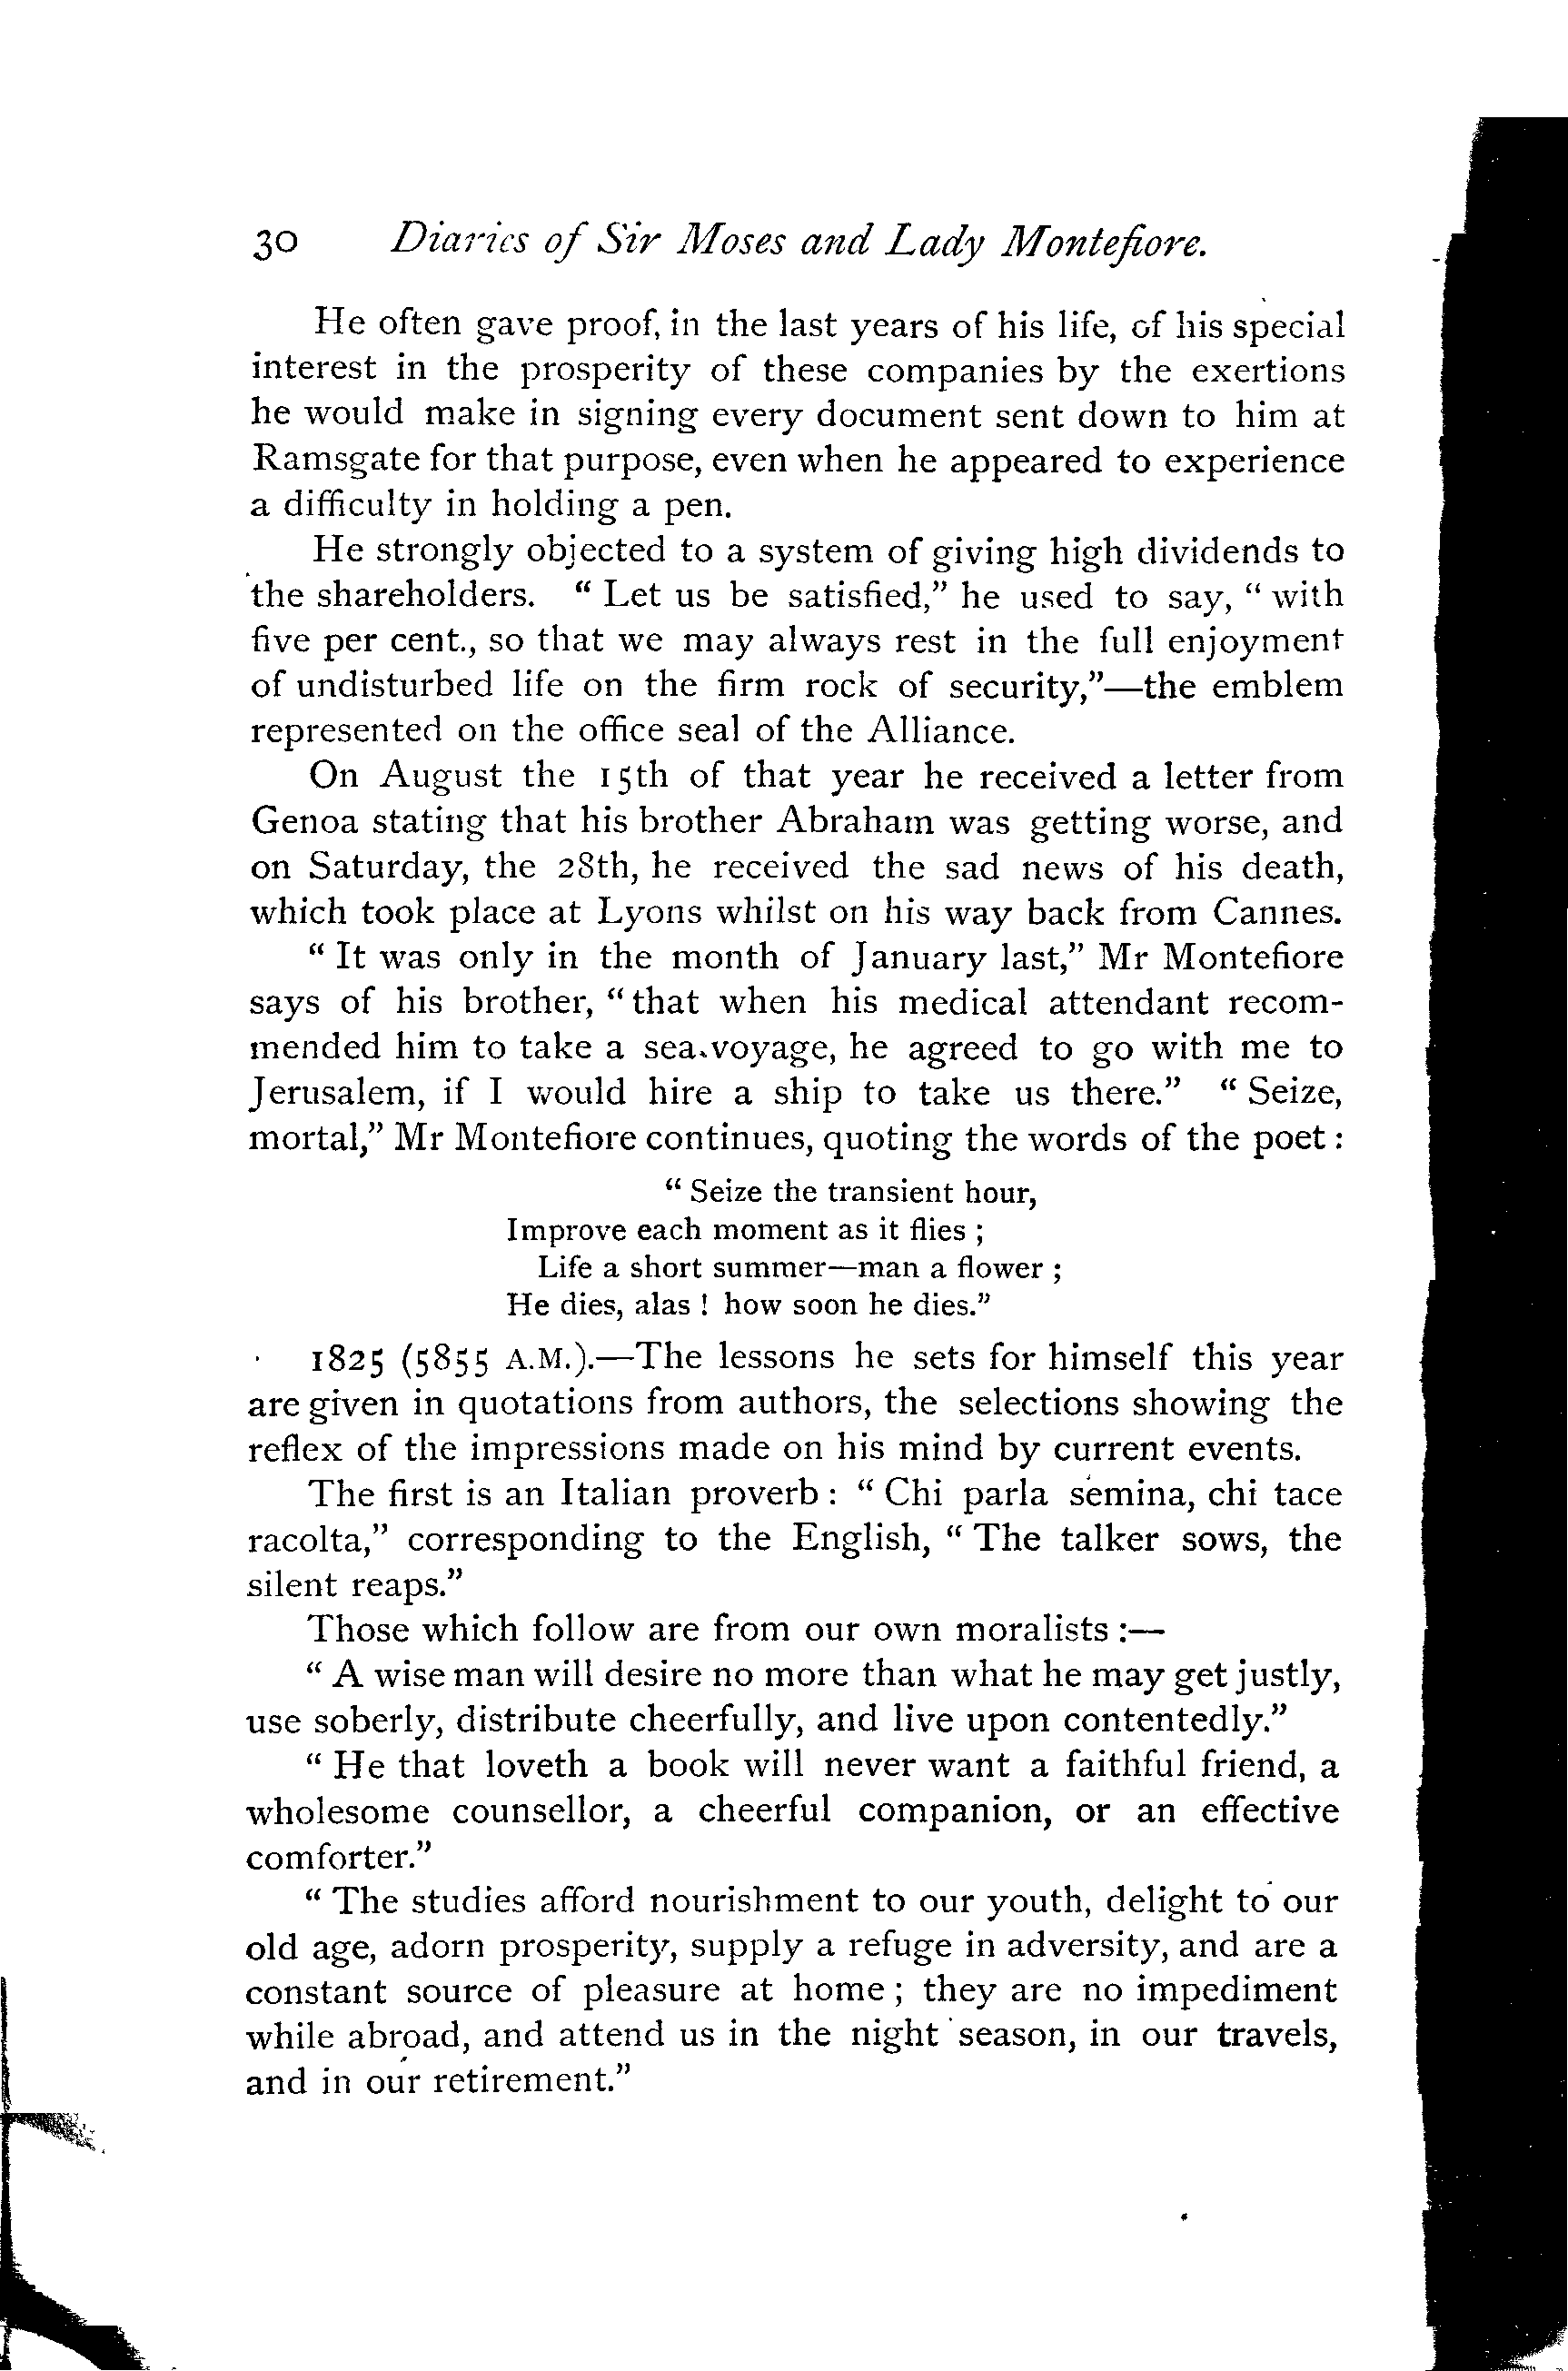 30 Diaries of Sir Moses and Lady Montefiore.
He often gave proof, in the last years of his life, of his special
interest in the prosperity of these companies by the exertions
he would make in signing every document sent down to him at
Ramsgate for that purpose, even when he appeared to experience
a difficulty in holding a pen.
He strongly objected to a system of giving high dividends to
the shareholders. “ Let us be satisfied,” he used to say, “ with
five per cent., so that we may always rest in the full enjoyment
of undisturbed life on the firm rock of security,”—the emblem
represented on the office seal of the Alliance.
On August the 15th of that year he received a letter from
Genoa stating that his brother Abraham was getting worse, and
on Saturday, the 28th, he received the sad news of his death,
which took place at Lyons whilst on his way back from Cannes.
“ It was only in the month of January last,” Mr Montefiore
says of his brother, “ that when his medical attendant recom-
mended him to take a sea.voyage, he agreed to go with me to
Jerusalem, if I would hire a ship to take us there.” “ Seize,
mortal,” Mr Montefiore continues, quoting the words of the poet :
“ Seize the transient hour,
Improve each moment as it flies ;
Life a short summer—man a flower ;
He dies, alas ! how soon he dies.”
1825 (5855 A.M.).—The lessons he sets for himself this year
are given in quotations from authors, the selections showing the
reflex of the impressions made on his mind by current events.
The first is an Italian proverb : “ Chi parla semina, chi tace
racolta,” corresponding to the English, “ The talker sows, the
silent reaps.”
Those which follow are from our own moralists :—
“ A wise man will desire no more than what he may get justly,
use soberly, distribute cheerfully, and live upon contentedly.”
“ He that loveth a book will never want a faithful friend, a
wholesome counsellor, a cheerful companion, or an effective
comforter.”
“ The studies afford nourishment to our youth, delight to our
old age, adorn prosperity, supply a refuge in adversity, and are a
constant source of pleasure at home ; they are no impediment
while abroad, and attend us in the night season, in our travels,
and in our retirement.”